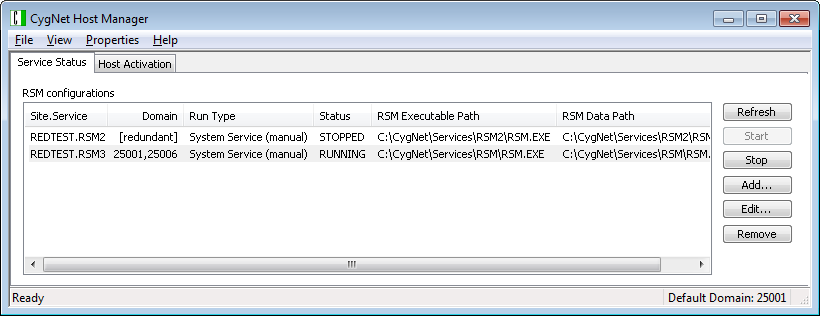 CygNet Host Manager
File View Properties Help
Service Status Host Activation
RSM configurations
Site.Service Domain Run Type Status RSM Executable Path RSM Data Path
REDTEST.RSM2 [redundant] System Service (manual) STOPPED C:\CygNet\Services\RSM2\RSM.EXE C:\CygNet\Services\RSM2\RSM
REDTEST.RSM3 25001,25006 System Service (manual) RUNNING C:\CygNet\Services\RSM\RSM.EXE C:\CygNet\Services\RSM\RSM.
Refresh
Start
Stop
Add...
Edit...
Remove
Ready Default Domain: 25001